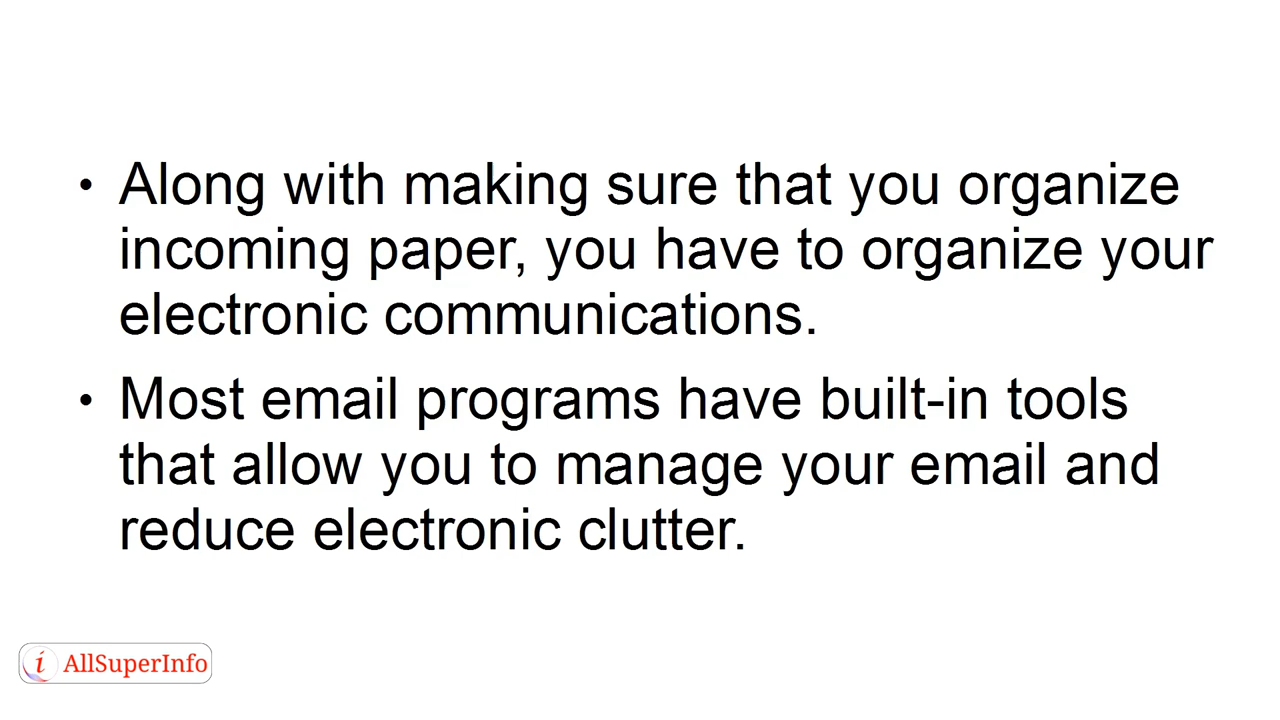 • Along with making sure that you organize
incoming paper, you have to organize your
electronic communications.
• Most email programs have built-in tools
that allow you to manage your email and
reduce electronic clutter.
i AllSuperInfo